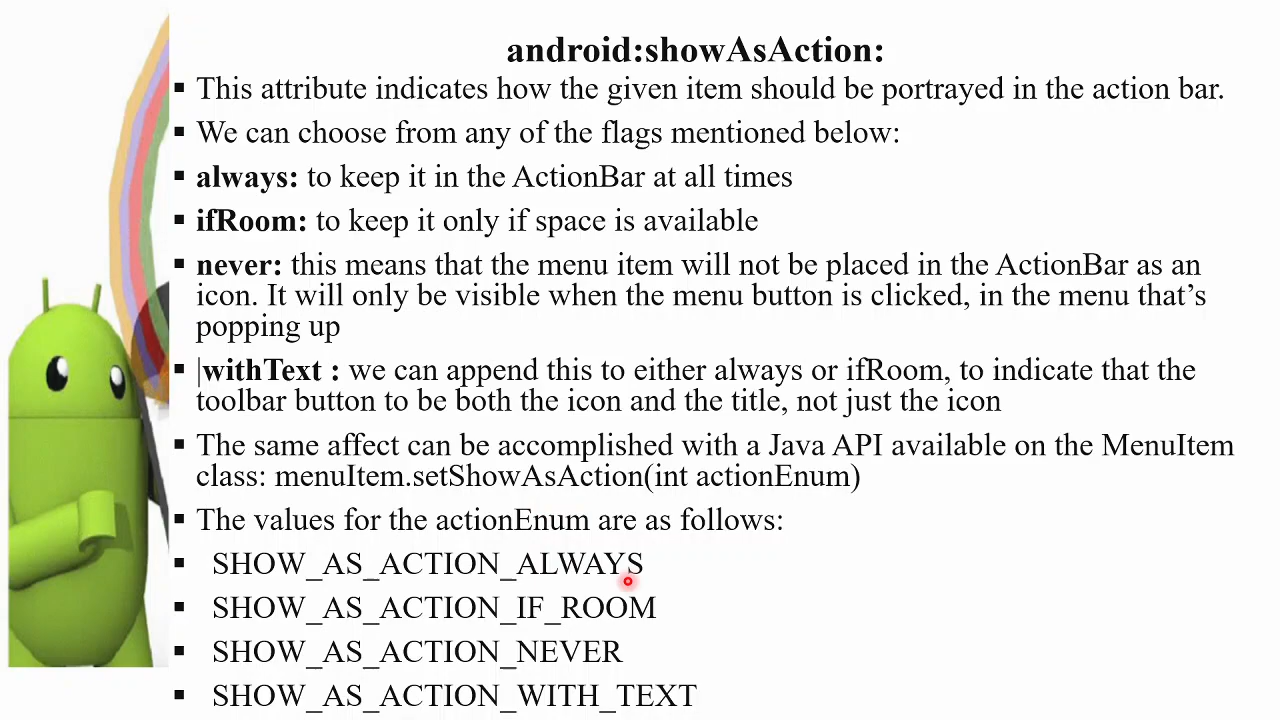 android:showAsAction:
▪ This attribute indicates how the given item should be portrayed in the action bar.
▪ We can choose from any of the flags mentioned below:
▪ always: to keep it in the ActionBar at all times
▪ ifRoom: to keep it only if space is available
▪ never: this means that the menu item will not be placed in the ActionBar as an
icon. It will only be visible when the menu button is clicked, in the menu that’s
popping up
▪ |withText : we can append this to either always or ifRoom, to indicate that the
toolbar button to be both the icon and the title, not just the icon
▪ The same affect can be accomplished with a Java API available on the MenuItem
class: menuItem.setShowAsAction(int actionEnum)
▪ The values for the actionEnum are as follows:
▪ SHOW_AS_ACTION_ALWAYS
▪ SHOW_AS_ACTION_IF_ROOM
▪ SHOW_AS_ACTION_NEVER
▪ SHOW_AS_ACTION_WITH_TEXT